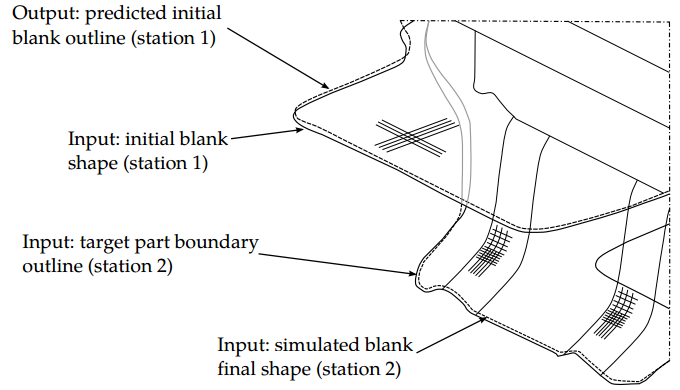 Output: predicted initial
blank outline (station 1)
Input: initial blank
shape (station 1)
Input: target part boundary
outline (station 2)
Input: simulated blank
final shape (station 2)